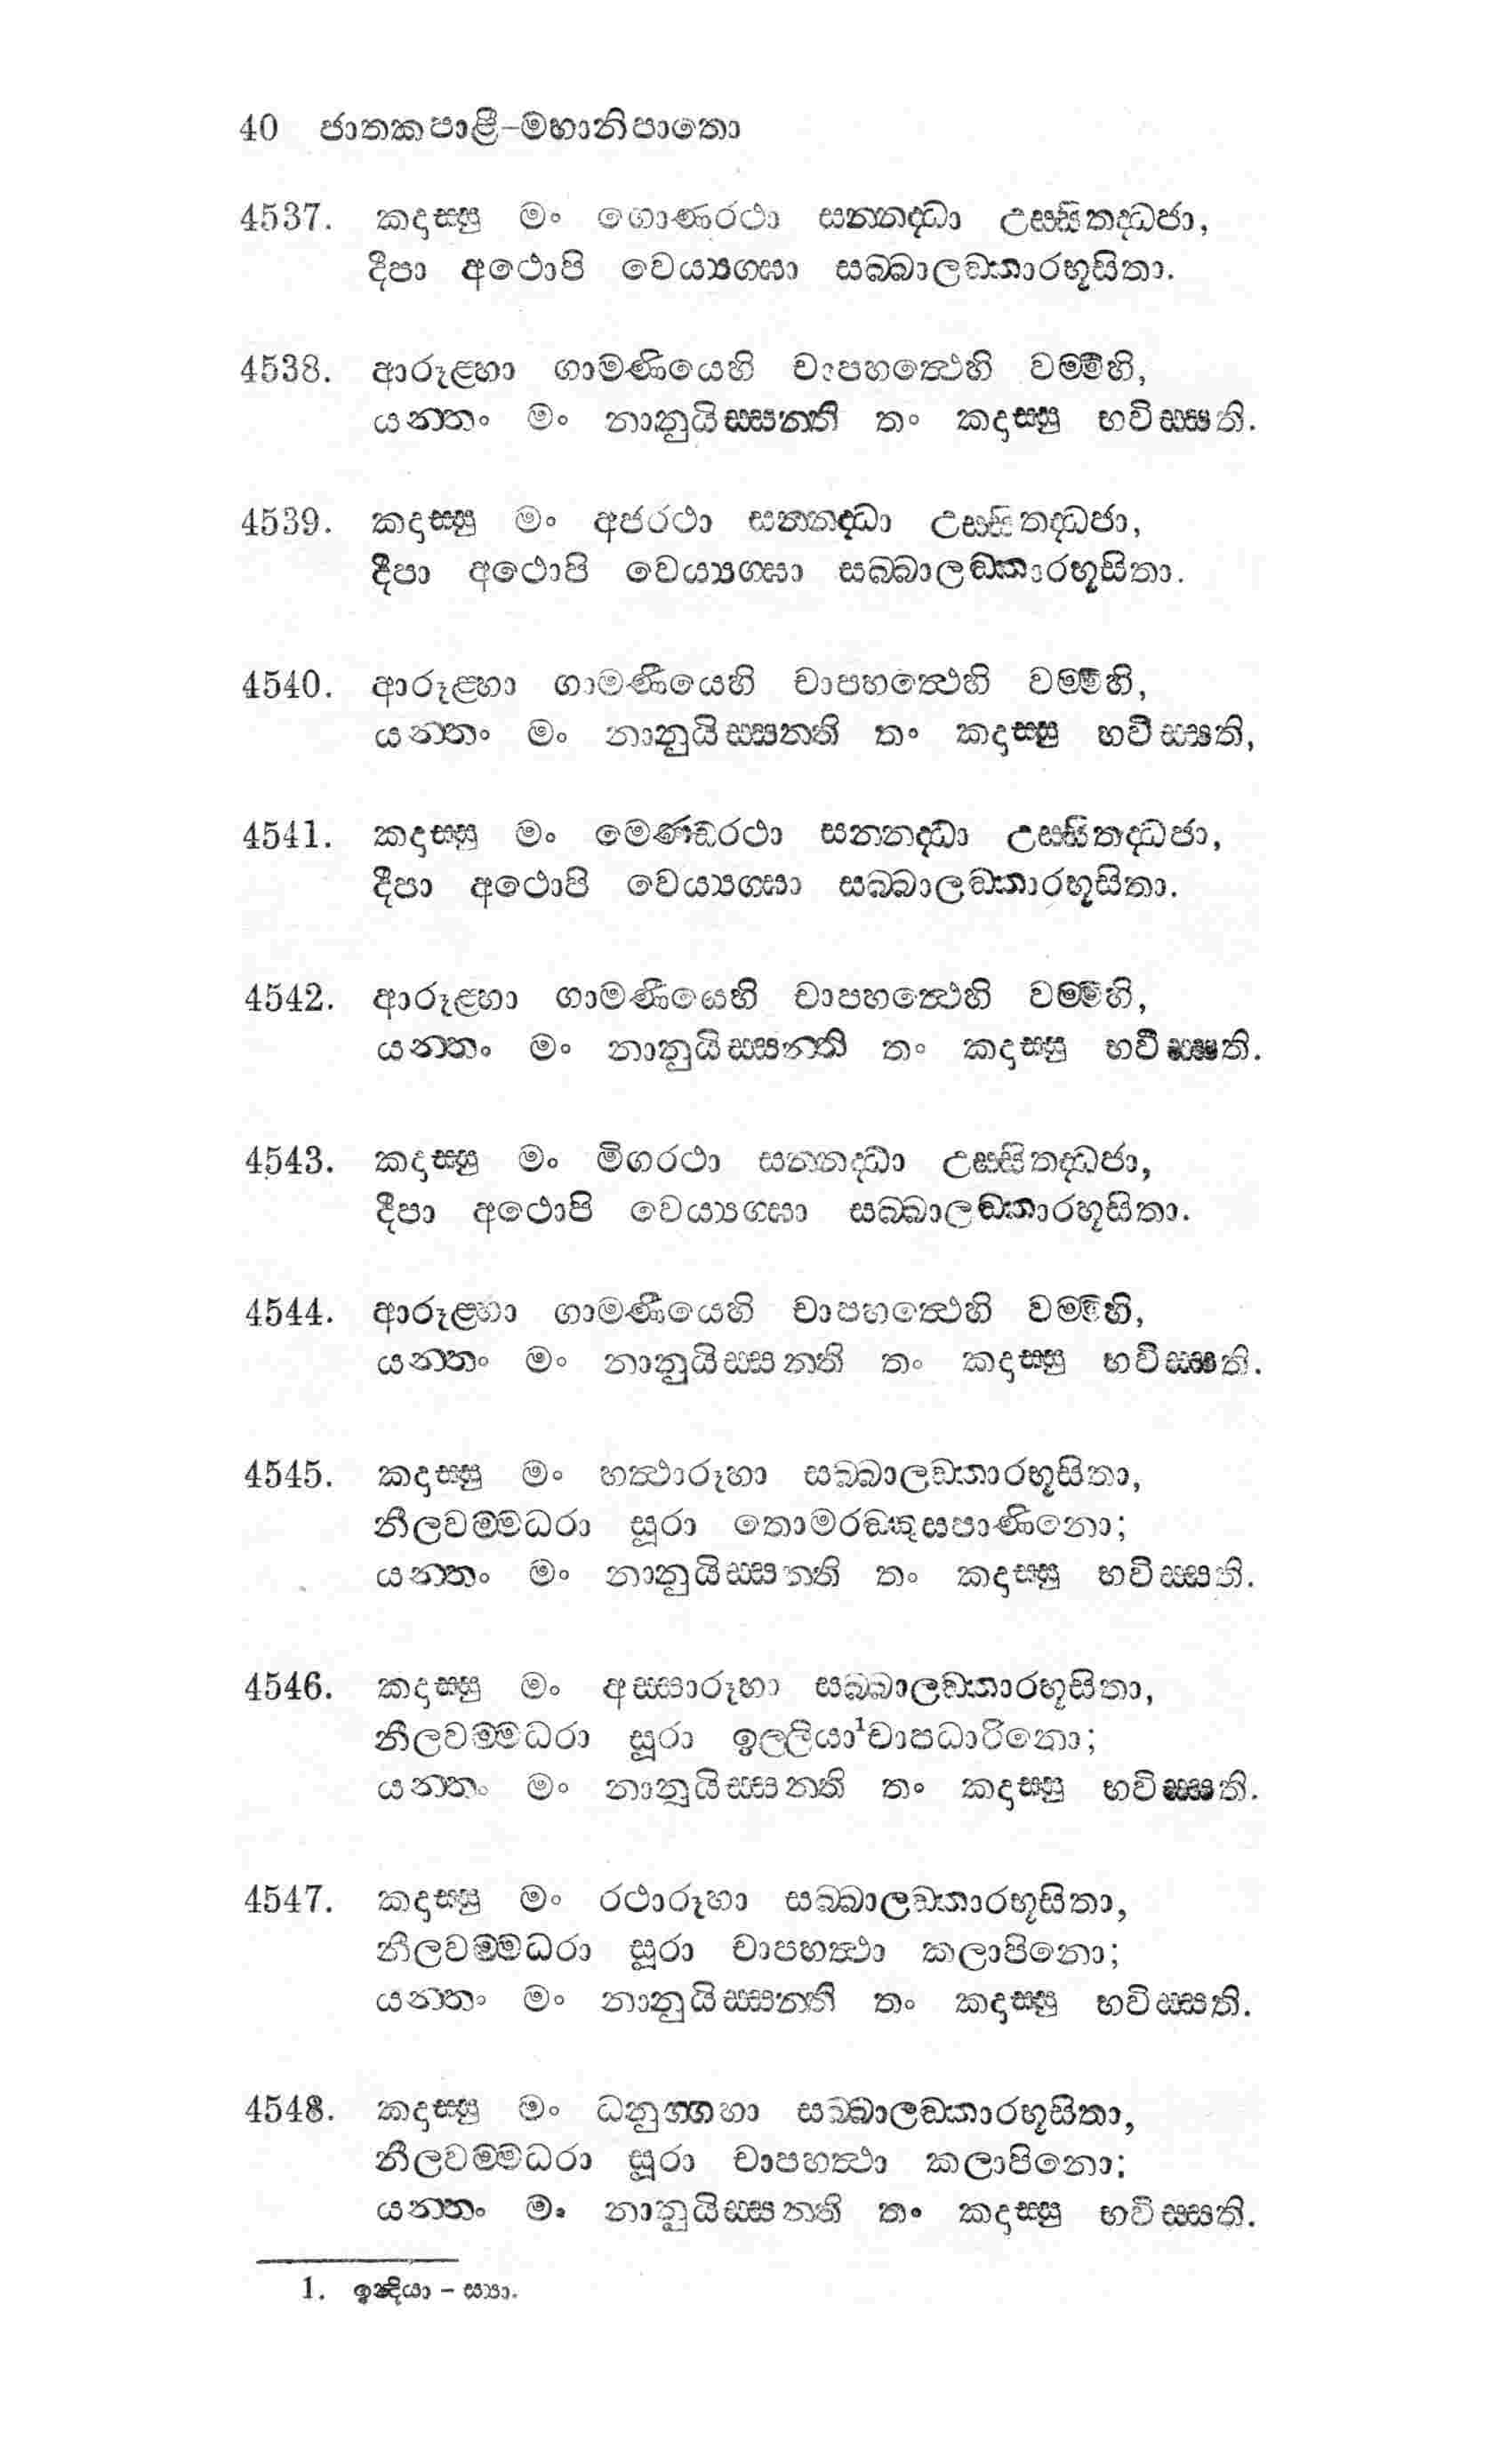 40 ජාතකපාළි-මහානිපාතො
4537. කදාස්සු මං ගොණරථා සන්නද්ධා උස්සිතද්ධජා,
දීපා අථොපි වෙය්‍යග්ඝා සබ්බාලඞ්කාරභූසිතා.
4538. ආරූළ්හා ගාමණියෙහි චාපහත්ථෙහි වම්මිහි,
යන්තං මං නානුයිස්සන්ති තං කදාස්සු භවිස්සති.
4539. කදාස්සු මං අජරථා සන්නද්ධා උස්සිතද්ධජා,
දීපා අථොපි වෙය්‍යග්ඝා සබ්බාලඞ්කාරභූසිතා.
4540. ආරූළ්හා ගාමණීයෙහි චාපහත්ථෙහි වම්මිහි,
යන්තං මං නානුයිස්සන්ති තං කදාස්සු භවිස්සති,
4541. කදාස්සු මං මෙණ්ඩරථා සන්නද්ධා උස්සිතද්ධජා,
දීපා අථොපි වෙය්‍යග්ඝා සබ්බාලඞ්කාරභූසිතා.
4542. ආරූළ්හා ගාමණීයෙහි චාපහත්ථෙහි වම්මිහි,
යන්තං මං නානුයිස්සන්ති තං කදාස්සු භවිස්සති.
4543. කදාස්සු මං මිගරථා සන්නද්ධා උස්සිතද්ධජා,
දීපා අථොපි වෙය්‍යග්ඝා සබ්බාලඞ්කාරභූසිතා.
4544. ආරූළ්හා ගාමණීයෙහි චාපහත්ථෙහි වම්මිහි,
යන්තං මං නානුයිස්සන්ති තං කදාස්සු භවිස්සති.
4545. කදාස්සු මං හත්ථාරූහා සබ්බාලඞ්කාරභූසිතා,
නීලවම්මධරා සූරා තොමරඞ්කුසපාණිනො;
යන්තං මං නානුයිස්සන්ති තං කදාස්සු භවිස්සති.
4546. කදාස්සු මං අස්සාරූහා සබ්බාලඞ්කාරභූසිතා,
නීලවම්මධරා සූරා ඉල්ලියා¹චාපධාරිනො;
යන්තං මං නානුයිස්සන්ති තං කදාස්සු භවිස්සති.
4547. කදාස්සු මං රථාරූහා සබ්බාලඞ්කාරභූසිතා,
නීලවම්මධරා සූරා චාපහත්ථා කලාපිනො;
යන්තං මං නානුයිස්සන්ති තං කදාස්සු භවිස්සති.
4548. කදාස්සු මං ධනුග්ගහා සබ්බාලඞ්කාරභූසිතා,
නීලවම්මධරා සූරා චාපහත්ථා කලාපිනො;
යන්තං මං නානුයිස්සන්ති තං කදාස්සු භවිස්සති.
1. ඉන්දියා - ස්‍යා.